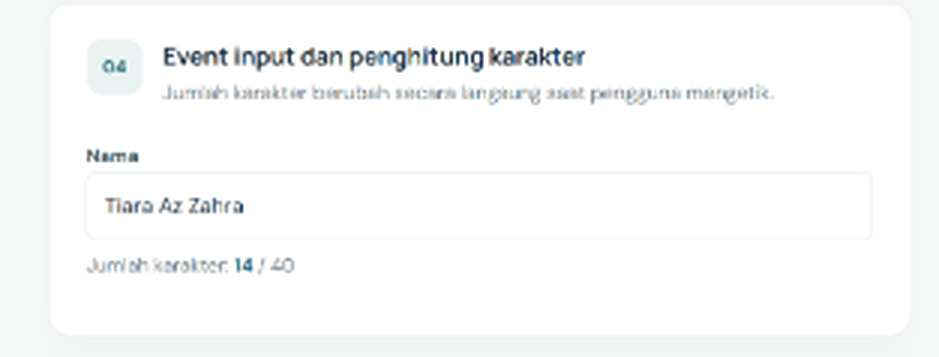 04
Event input dan penghitung karakter
Jumlah karakter berubah secara langsung saat pengguna mengetik.
Nama
Tiara Az Zahra
Jumlah karakter: 14 / 40